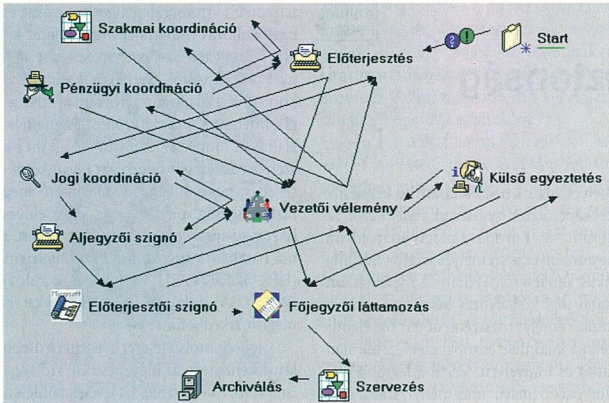 Szakmai koordináció
Start
Előterjesztés
Pénzügyi koordináció
Jogi koordináció
Külső egyeztetés
Vezetői vélemény
Aljegyzői szignó
Microsoft
Előterjesztői szignó
Főjegyzői láttamozás
Archiválás
Szervezés